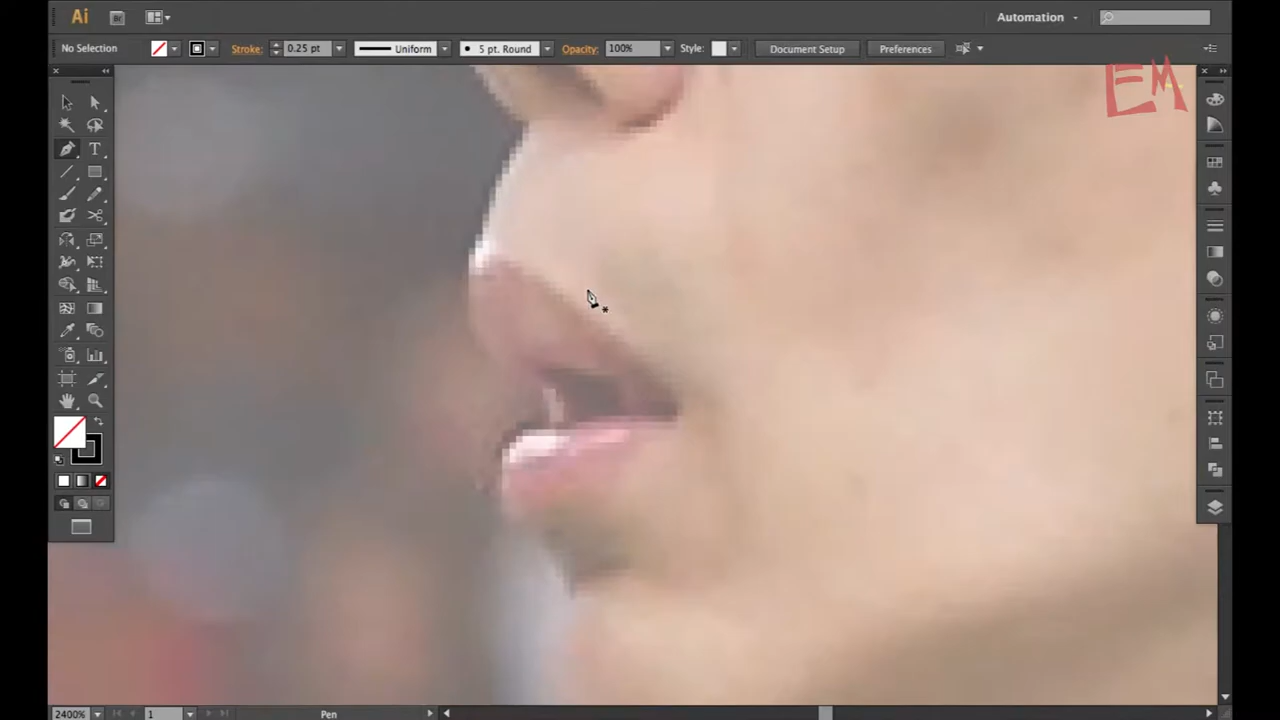 Ai Br Automation
No Selection Stroke: 0.25 pt Uniform 5 pt. Round Opacity: 100% Style: Document Setup Preferences
EM
T
2400% 1 Pen